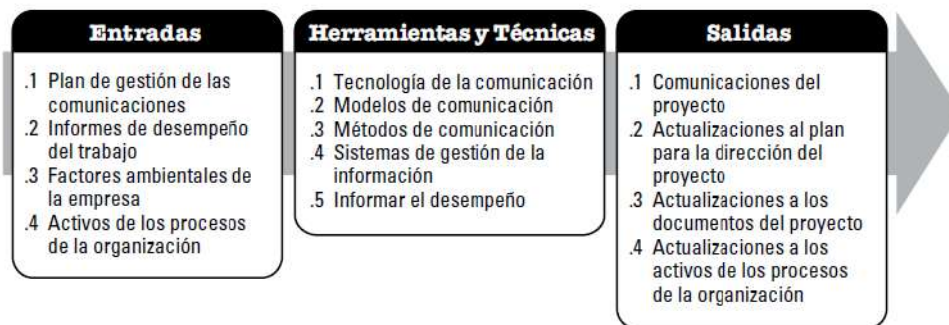 Entradas
.1 Plan de gestión de las
comunicaciones
.2 Informes de desempeño
del trabajo
.3 Factores ambientales de
la empresa
.4 Activos de los procesos
de la organización
Herramientas y Técnicas
.1 Tecnología de la comunicación
.2 Modelos de comunicación
.3 Métodos de comunicación
.4 Sistemas de gestión de la
información
.5 Informar el desempeño
Salidas
.1 Comunicaciones del
proyecto
.2 Actualizaciones al plan
para la dirección del
proyecto
.3 Actualizaciones a los
documentos del proyecto
.4 Actualizaciones a los
activos de los procesos
de la organización